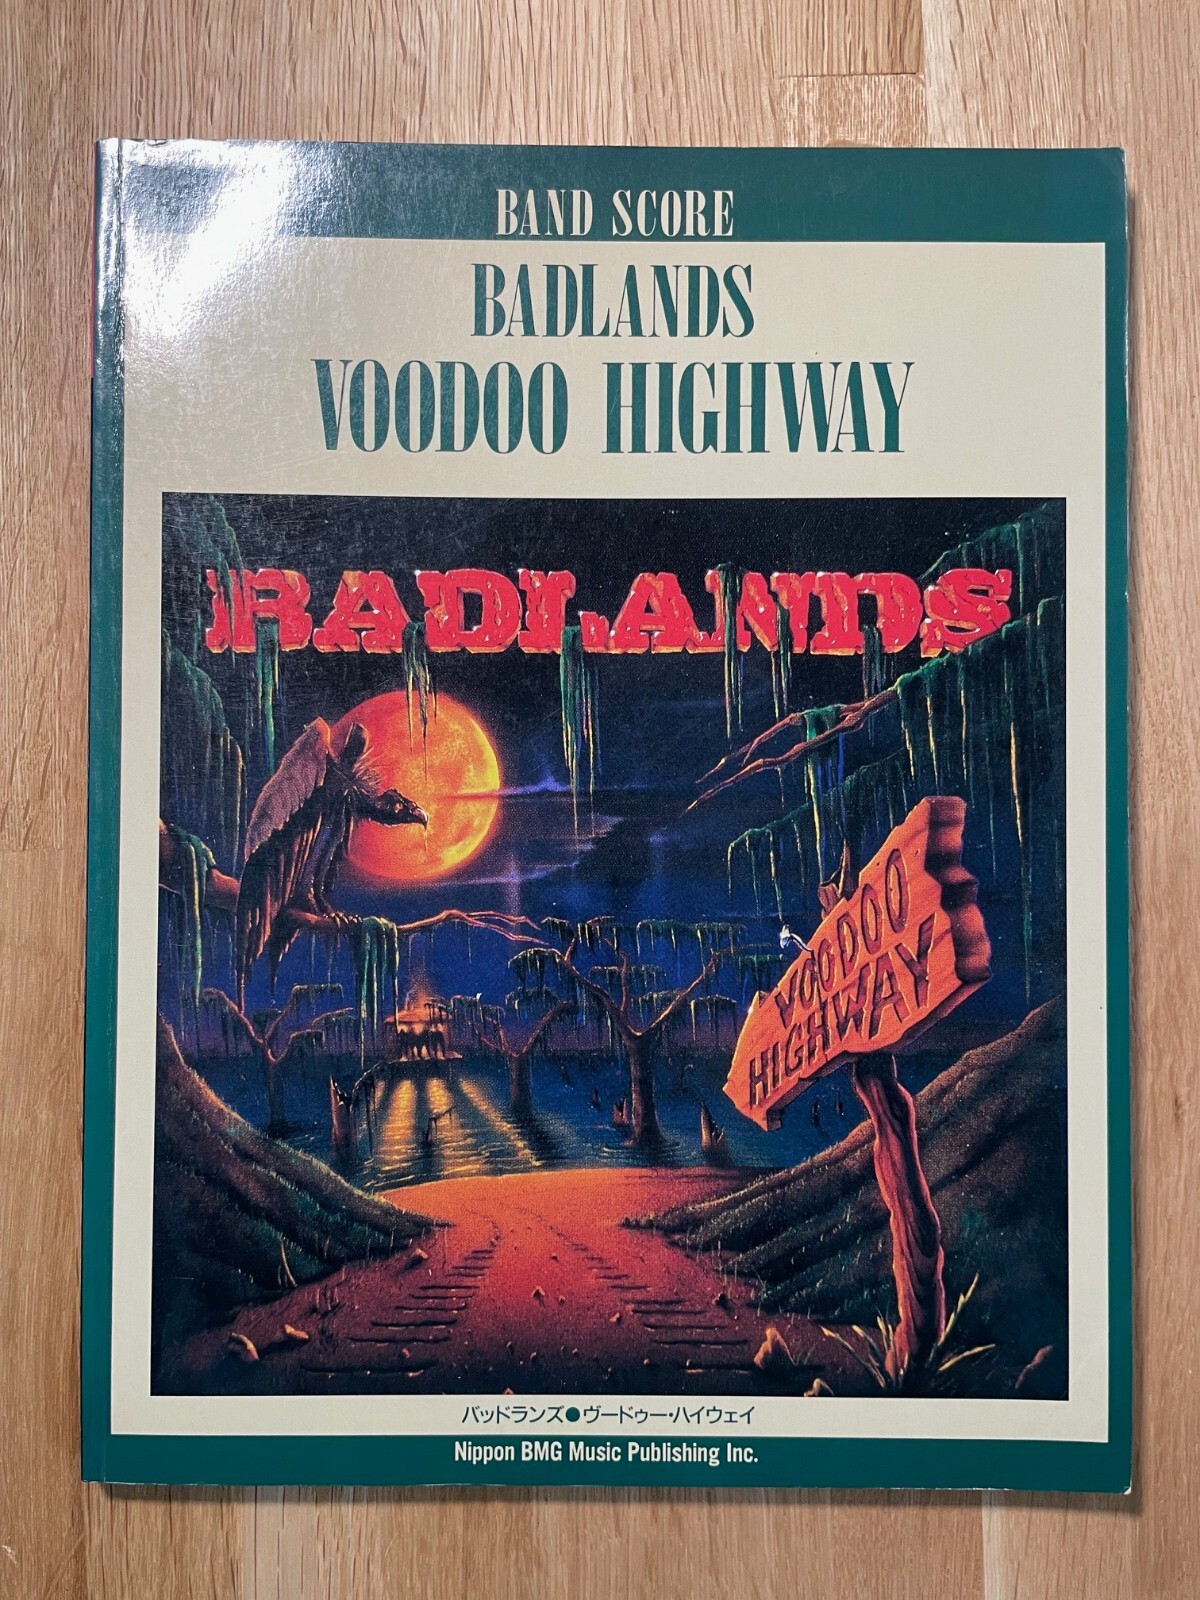 BAND SCORE
BADLANDS
VOODOO HIGHWAY
BADLANDS
VOODOO
HIGHWAY
バッドランズ●ヴードゥー・ハイウェイ
Nippon BMG Music Publishing Inc.